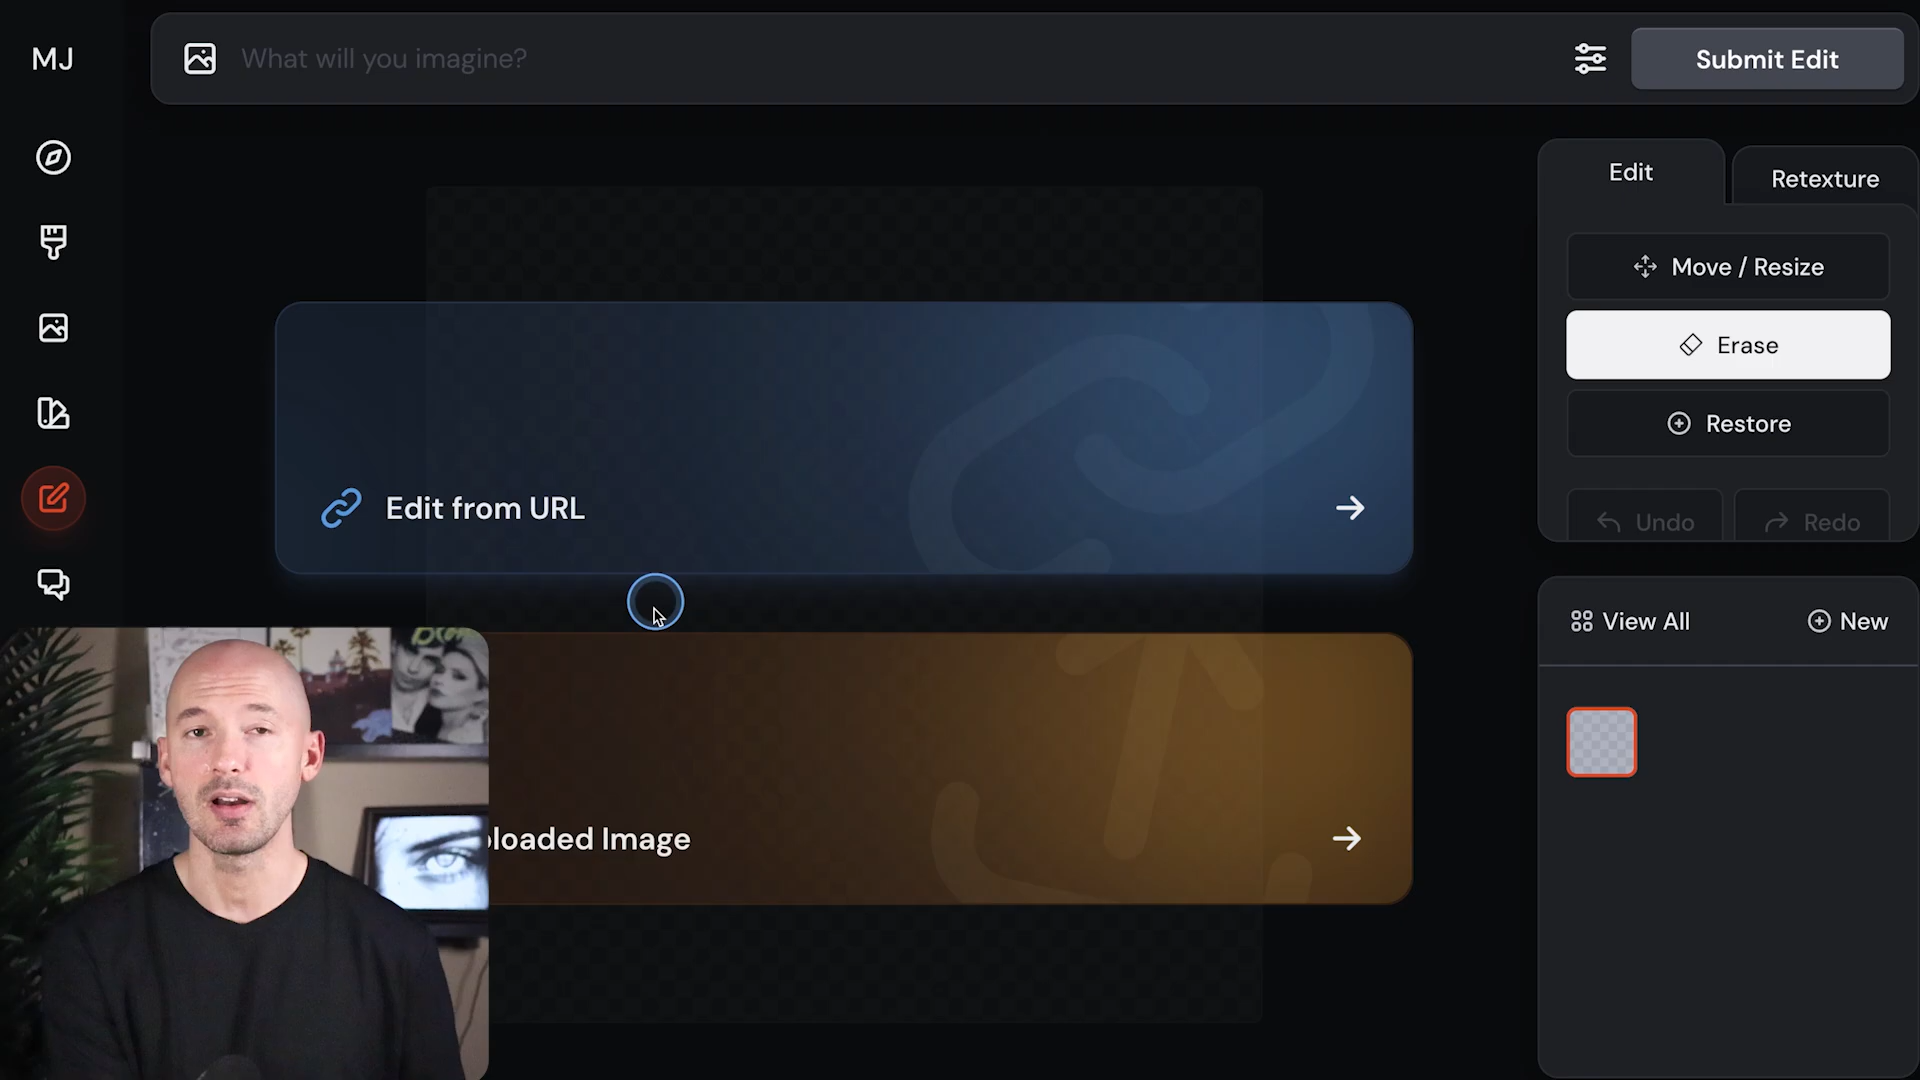 MJ
What will you imagine?
Submit Edit
Edit
Retexture
Move / Resize
Erase
Restore
Undo
Redo
Edit from URL
View All
New
ploaded Image